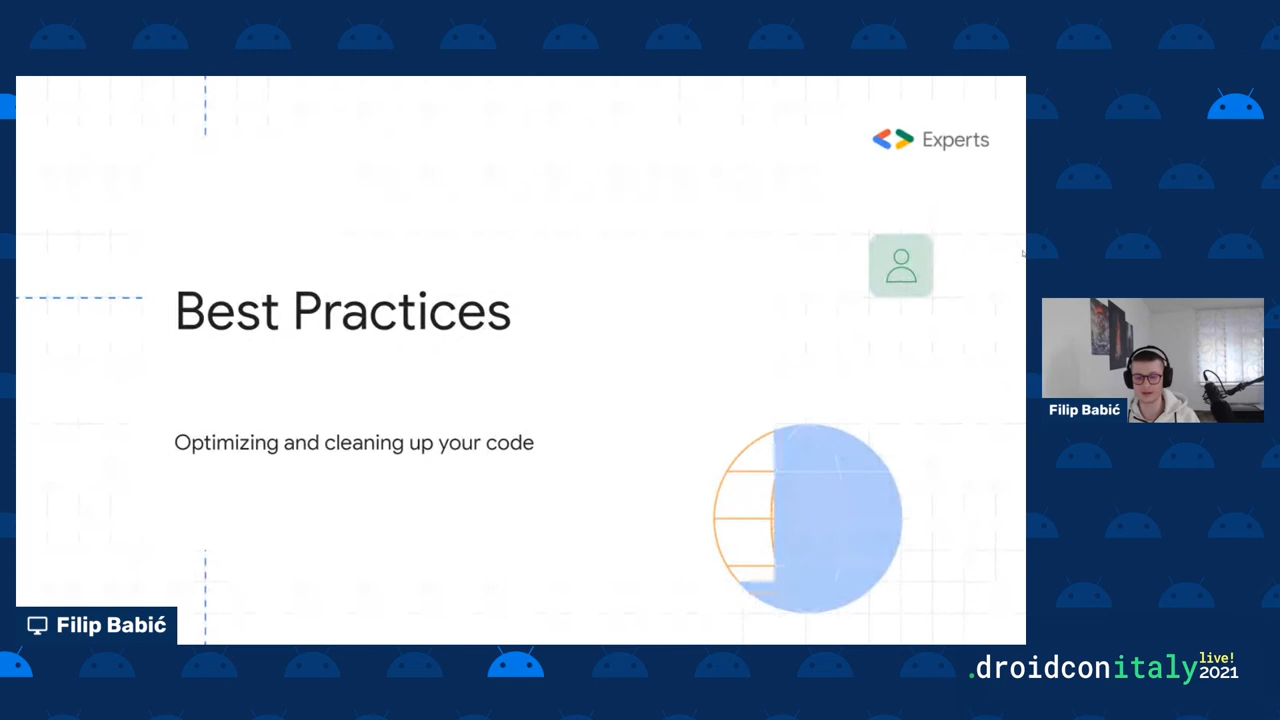 Experts
Best Practices
Optimizing and cleaning up your code
Filip Babić
Filip Babić
.droidconitaly live! 2021